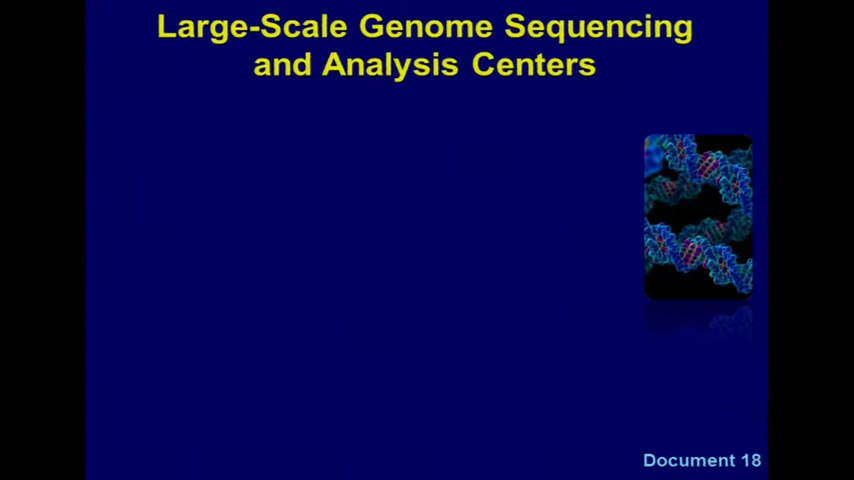 Large-Scale Genome Sequencing
and Analysis Centers
Document 18